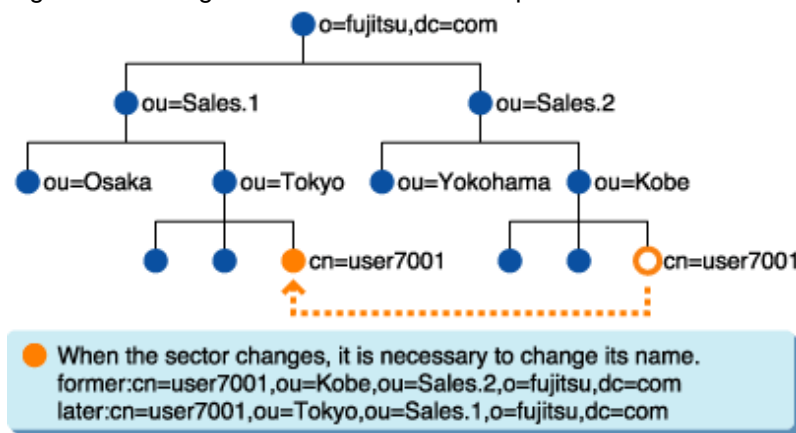 o=fujitsu,dc=com
ou=Sales.1
ou=Sales.2
ou=Osaka
ou=Tokyo
ou=Yokohama
ou=Kobe
cn=user7001
cn=user7001
When the sector changes, it is necessary to change its name.
former:cn=user7001,ou=Kobe,ou=Sales.2,o=fujitsu,dc=com
later:cn=user7001,ou=Tokyo,ou=Sales.1,o=fujitsu,dc=com